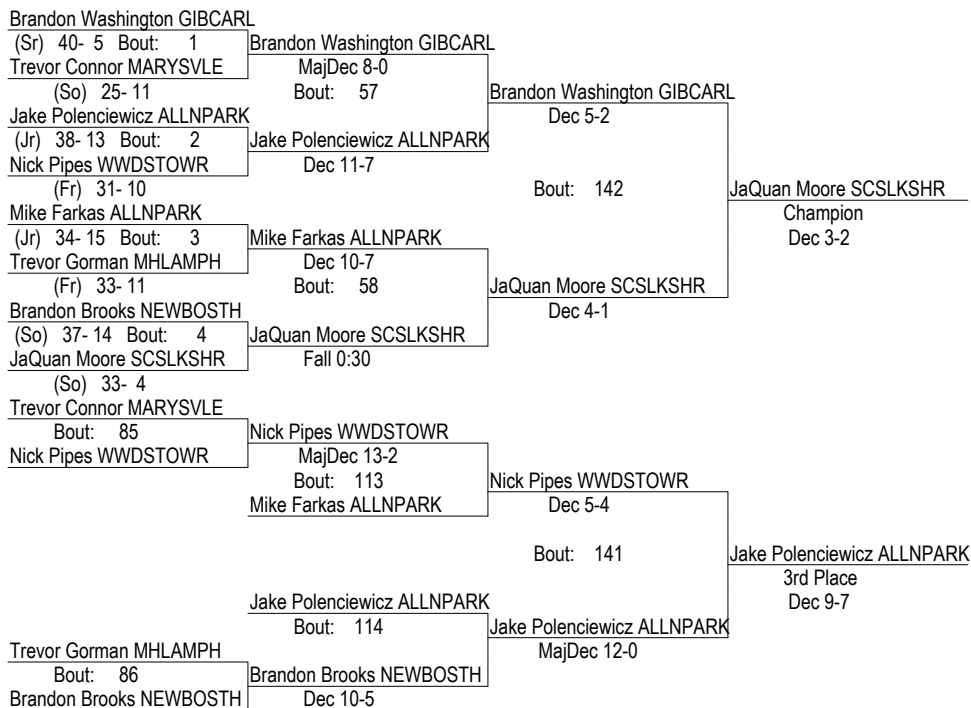 Brandon Washington GIBCARL
(Sr) 40- 5 Bout: 1
Brandon Washington GIBCARL
Trevor Connor MARYSVLE
MajDec 8-0
(So) 25- 11
Bout: 57
Brandon Washington GIBCARL
Jake Polenciewicz ALLNPARK
Dec 5-2
(Jr) 38- 13 Bout: 2
Jake Polenciewicz ALLNPARK
Nick Pipes WWDSTOWR
Dec 11-7
(Fr) 31- 10
Bout: 142
JaQuan Moore SCSLKSHR
Mike Farkas ALLNPARK
Champion
(Jr) 34- 15 Bout: 3
Mike Farkas ALLNPARK
Dec 3-2
Trevor Gorman MHLAMPH
Dec 10-7
(Fr) 33- 11
Bout: 58
JaQuan Moore SCSLKSHR
Brandon Brooks NEWBOSTH
Dec 4-1
(So) 37- 14 Bout: 4
JaQuan Moore SCSLKSHR
JaQuan Moore SCSLKSHR
Fall 0:30
(So) 33- 4
Trevor Connor MARYSVLE
Bout: 85
Nick Pipes WWDSTOWR
Nick Pipes WWDSTOWR
MajDec 13-2
Bout: 113
Nick Pipes WWDSTOWR
Mike Farkas ALLNPARK
Dec 5-4
Bout: 141
Jake Polenciewicz ALLNPARK
3rd Place
Jake Polenciewicz ALLNPARK
Dec 9-7
Bout: 114
Jake Polenciewicz ALLNPARK
Trevor Gorman MHLAMPH
MajDec 12-0
Bout: 86
Brandon Brooks NEWBOSTH
Brandon Brooks NEWBOSTH
Dec 10-5